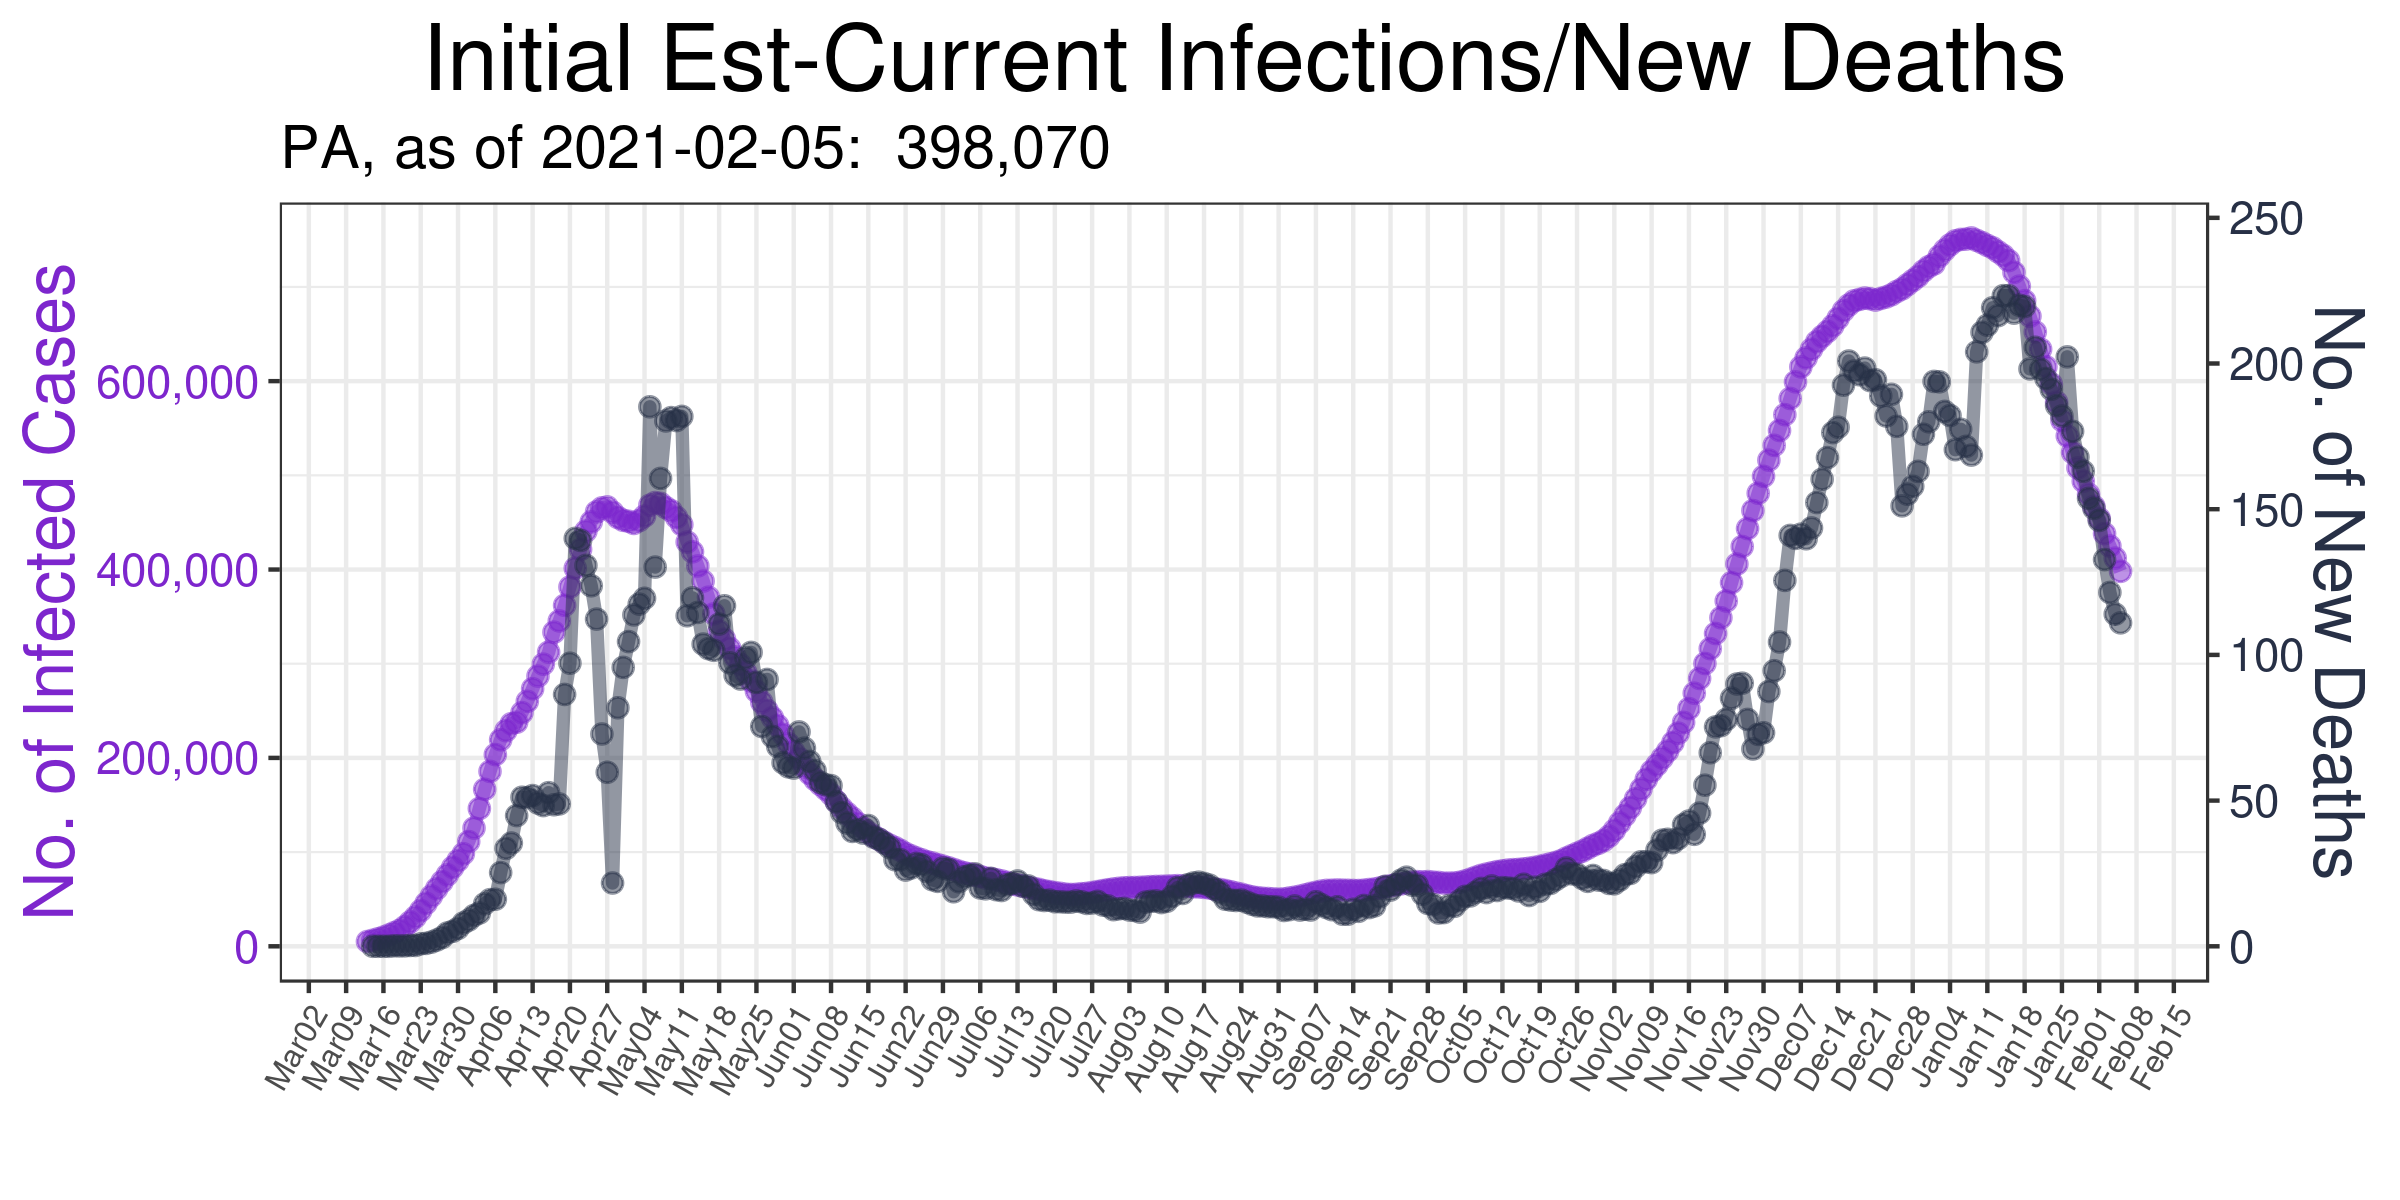 Initial Est-Current Infections/New Deaths
PA, as of 2021-02-05: 398,070
No. of Infected Cases
600,000
400,000
200,000
0
250
200
150
100
50
0
No. of New Deaths
Mar02
Mar09
Mar16
Mar23
Mar30
Apr06
Apr13
Apr20
Apr27
May04
May11
May18
May25
Jun01
Jun08
Jun15
Jun22
Jun29
Jul06
Jul13
Jul20
Jul27
Aug03
Aug10
Aug17
Aug24
Aug31
Sep07
Sep14
Sep21
Sep28
Oct05
Oct12
Oct19
Oct26
Nov02
Nov09
Nov16
Nov23
Nov30
Dec07
Dec14
Dec21
Dec28
Jan04
Jan11
Jan18
Jan25
Feb01
Feb08
Feb15